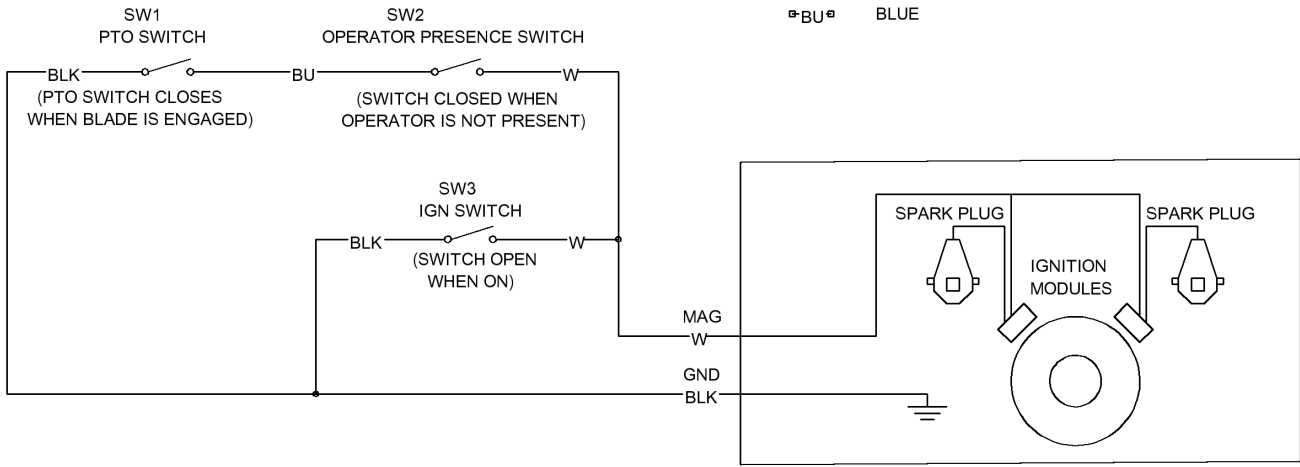 SW1
PTO SWITCH
SW2
OPERATOR PRESENCE SWITCH
BU BLUE
BLK
BU
W
(PTO SWITCH CLOSES
WHEN BLADE IS ENGAGED)
(SWITCH CLOSED WHEN
OPERATOR IS NOT PRESENT)
SW3
IGN SWITCH
BLK
W
(SWITCH OPEN
WHEN ON)
SPARK PLUG
SPARK PLUG
IGNITION
MODULES
MAG
W
GND
BLK